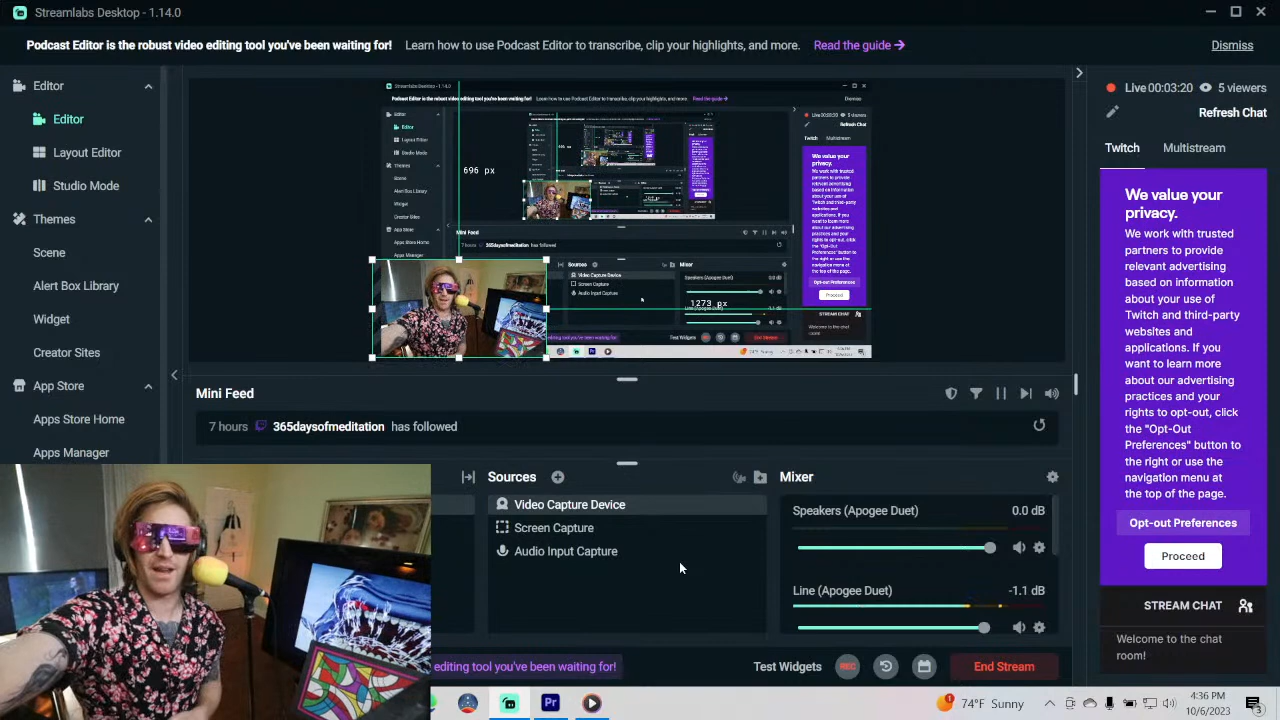 Streamlabs Desktop - 1.14.0
Podcast Editor is the robust video editing tool you've been waiting for! Learn how to use Podcast Editor to transcribe, clip your highlights, and more. Read the guide Dismiss
Editor
Editor
Layout Editor
Studio Mode
Themes
Scene
Alert Box Library
Widget
Creator Sites
App Store
Apps Store Home
Apps Manager
696 px
1273 px
Mini Feed
7 hours 365daysofmeditation has followed
Sources
Video Capture Device
Screen Capture
Audio Input Capture
Mixer
Speakers (Apogee Duet) 0.0 dB
Line (Apogee Duet) -1.1 dB
editing tool you've been waiting for!
Test Widgets
REC
End Stream
5 viewers
Refresh Chat
Twitch Multistream
We value your
privacy.
We work with trusted
partners to provide
relevant advertising
based on information
about your use of
Twitch and third-party
websites and
applications. If you
want to learn more
about our advertising
practices and your
rights to opt-out, click
the "Opt-Out
Preferences" button to
the right or use the
navigation menu at
the top of the page.
Opt-out Preferences
Proceed
STREAM CHAT
Welcome to the chat
room!
Pr
1
74°F Sunny
4:36 PM
10/6/2023
3